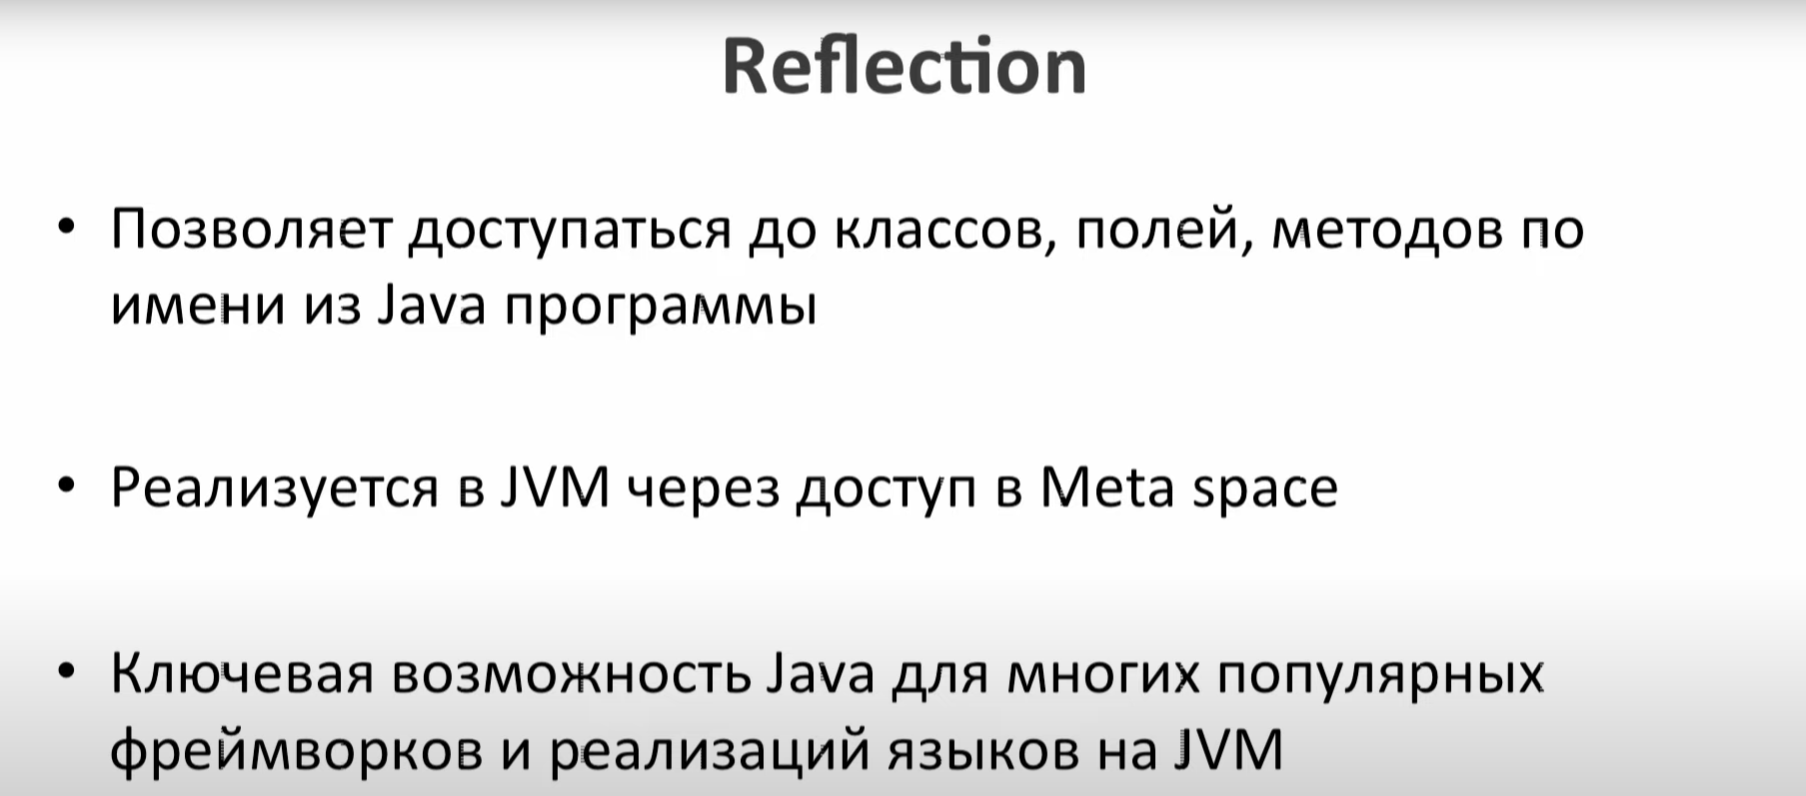 Reflection
• Позволяет доступаться до классов, полей, методов по
имени из Java программы
• Реализуется в JVM через доступ в Meta space
• Ключевая возможность Java для многих популярных
фреймворков и реализаций языков на JVM